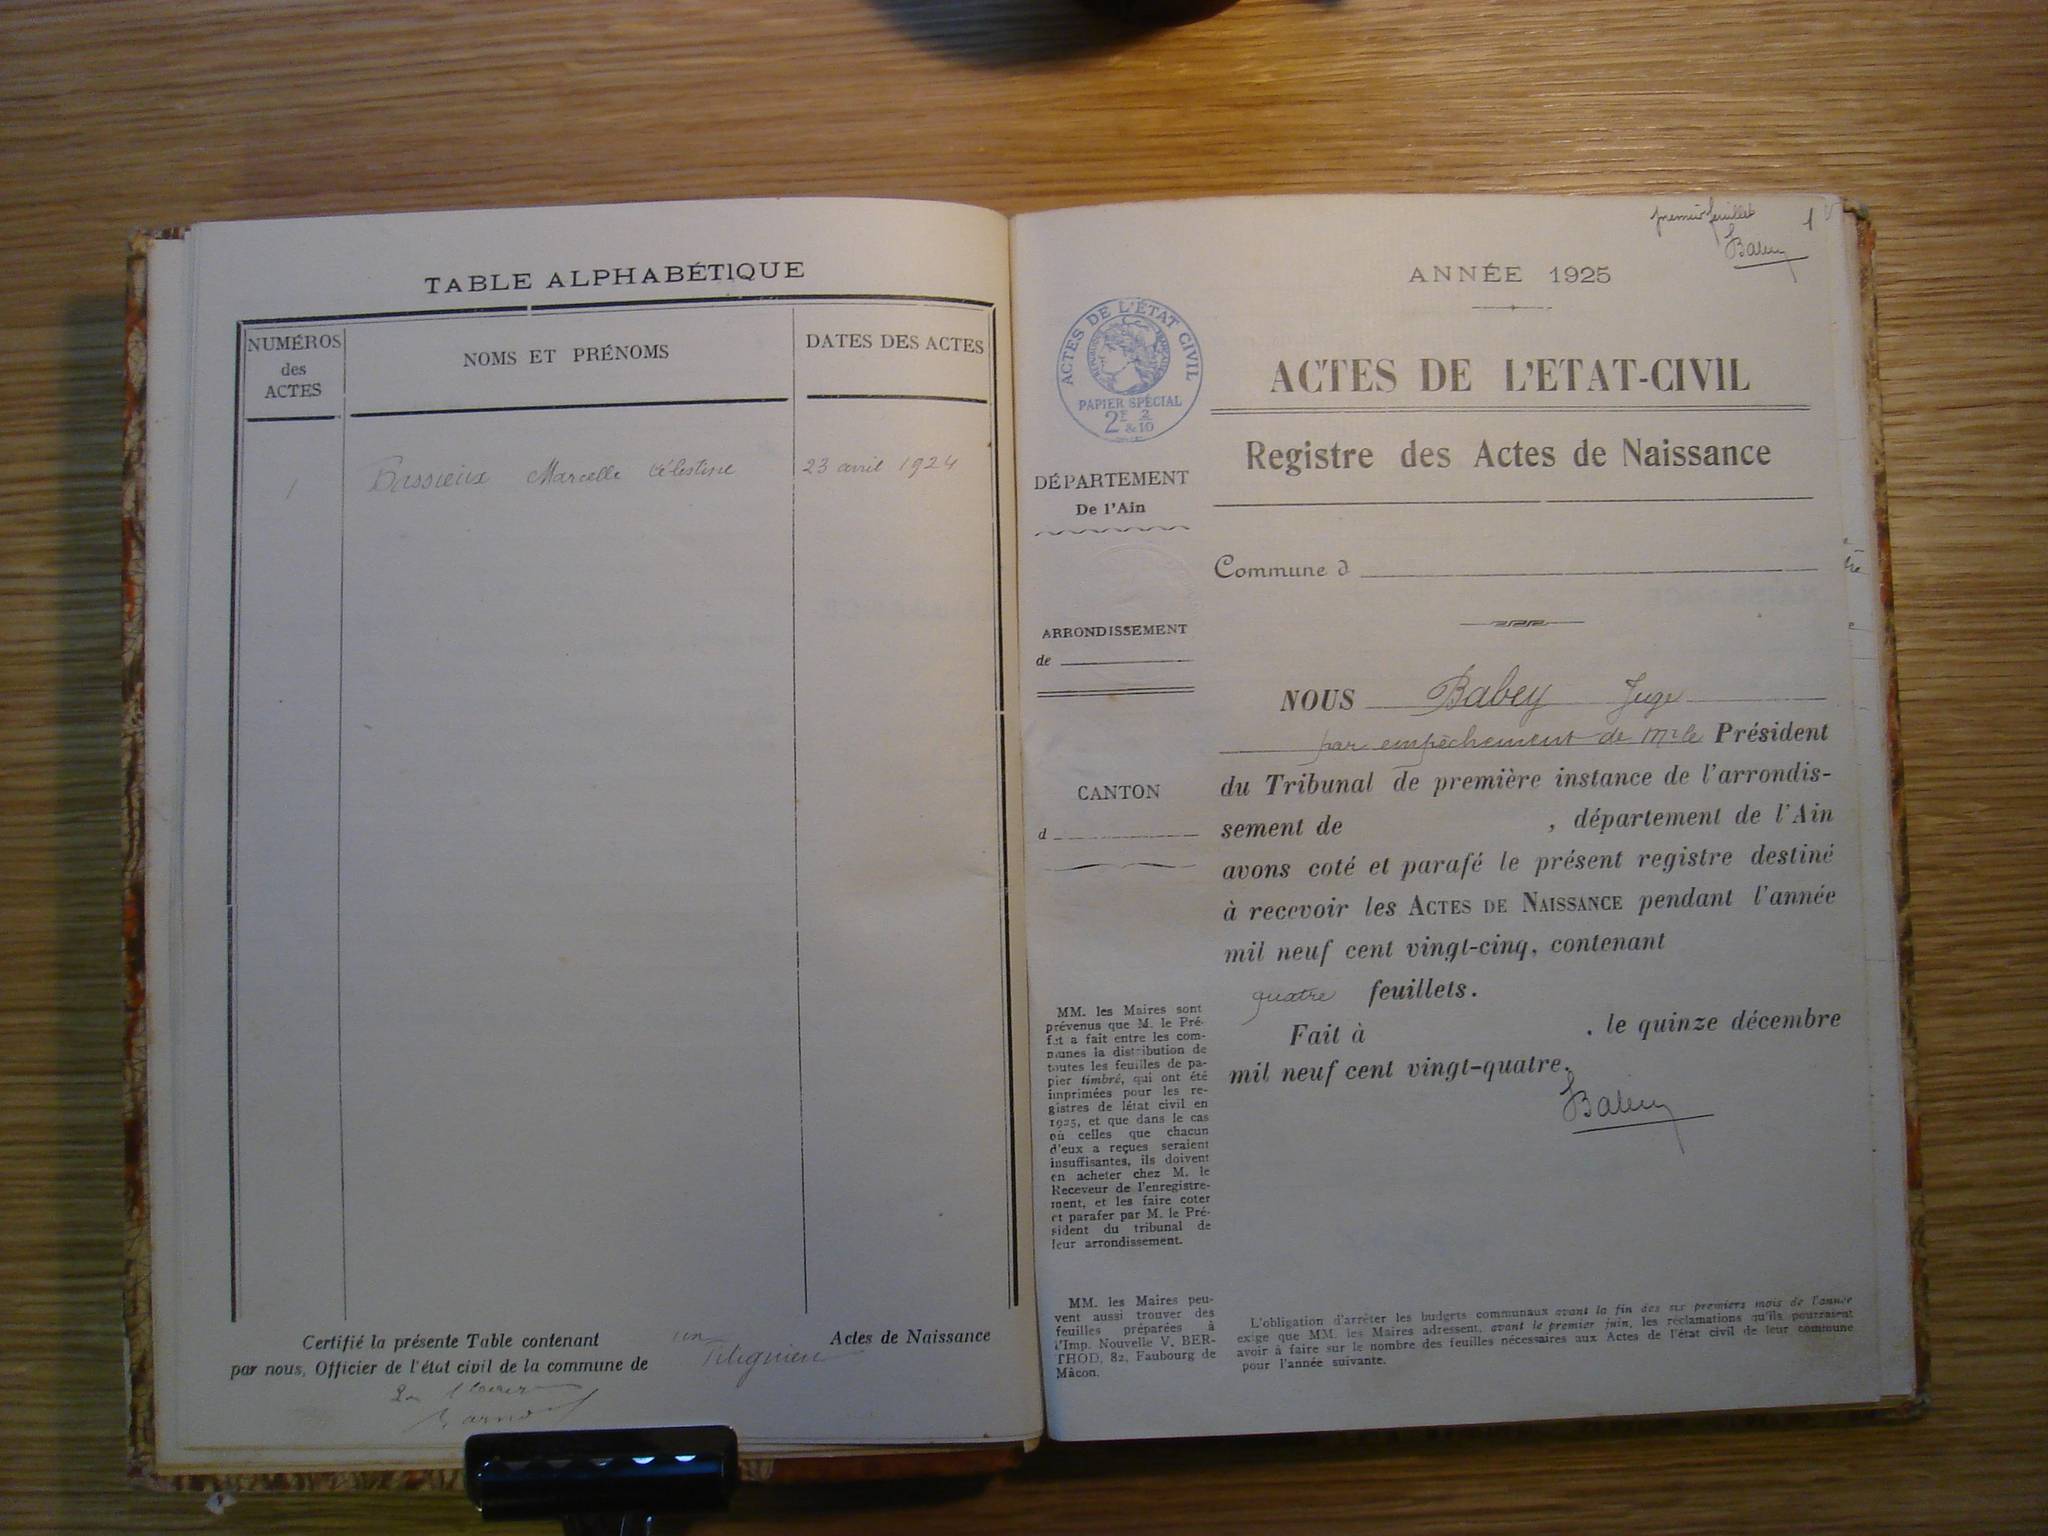 TABLE ALPHABÉTIQUE
NUMÉROS
des
ACTES
NOMS ET PRÉNOMS
DATES DES ACTES
1 Bassieux Marcelle Célestine 23 avril 1924
Certifié la présente Table contenant un Actes de Naissance
par nous, Officier de l'état civil de la commune de
premier feuillet 1
Babey
ANNÉE 1925
ACTES DE L'ÉTAT CIVIL
PAPIER SPÉCIAL
2F 2
&10
ACTES DE L'ETAT-CIVIL
Registre des Actes de Naissance
DÉPARTEMENT
De l'Ain
Commune d
ARRONDISSEMENT
de
CANTON
d
NOUS Babey Juge
par empêchement de Mr le Président
du Tribunal de première instance de l'arrondis-
sement de , département de l'Ain
avons coté et parafé le présent registre destiné
à recevoir les ACTES DE NAISSANCE pendant l'année
mil neuf cent vingt-cinq, contenant
quatre feuillets.
Fait à , le quinze décembre
mil neuf cent vingt-quatre.
Babey
MM. les Maires sont
prévenus que M. le Pré-
fet a fait entre les com-
munes la distribution de
toutes les feuilles de pa-
pier timbré, qui ont été
imprimées pour les re-
gistres de létat civil en
1925, et que dans le cas
où celles que chacun
d'eux a reçues seraient
insuffisantes, ils doivent
en acheter chez M. le
Receveur de l'enregistre-
ment, et les faire coter
et parafer par M. le Pré-
sident du tribunal de
leur arrondissement.
MM. les Maires peu-
vent aussi trouver des
feuilles préparées à
l'Imp. Nouvelle V. BER-
THOD, 82, Faubourg de
Mâcon.
L'obligation d'arrêter les budgets communaux avant la fin des six premiers mois de l'année
exige que MM. les Maires adressent, avant le premier juin, les réclamations qu'ils pourraient
avoir à faire sur le nombre des feuilles nécessaires aux Actes de l'état civil de leur commune
pour l'année suivante.